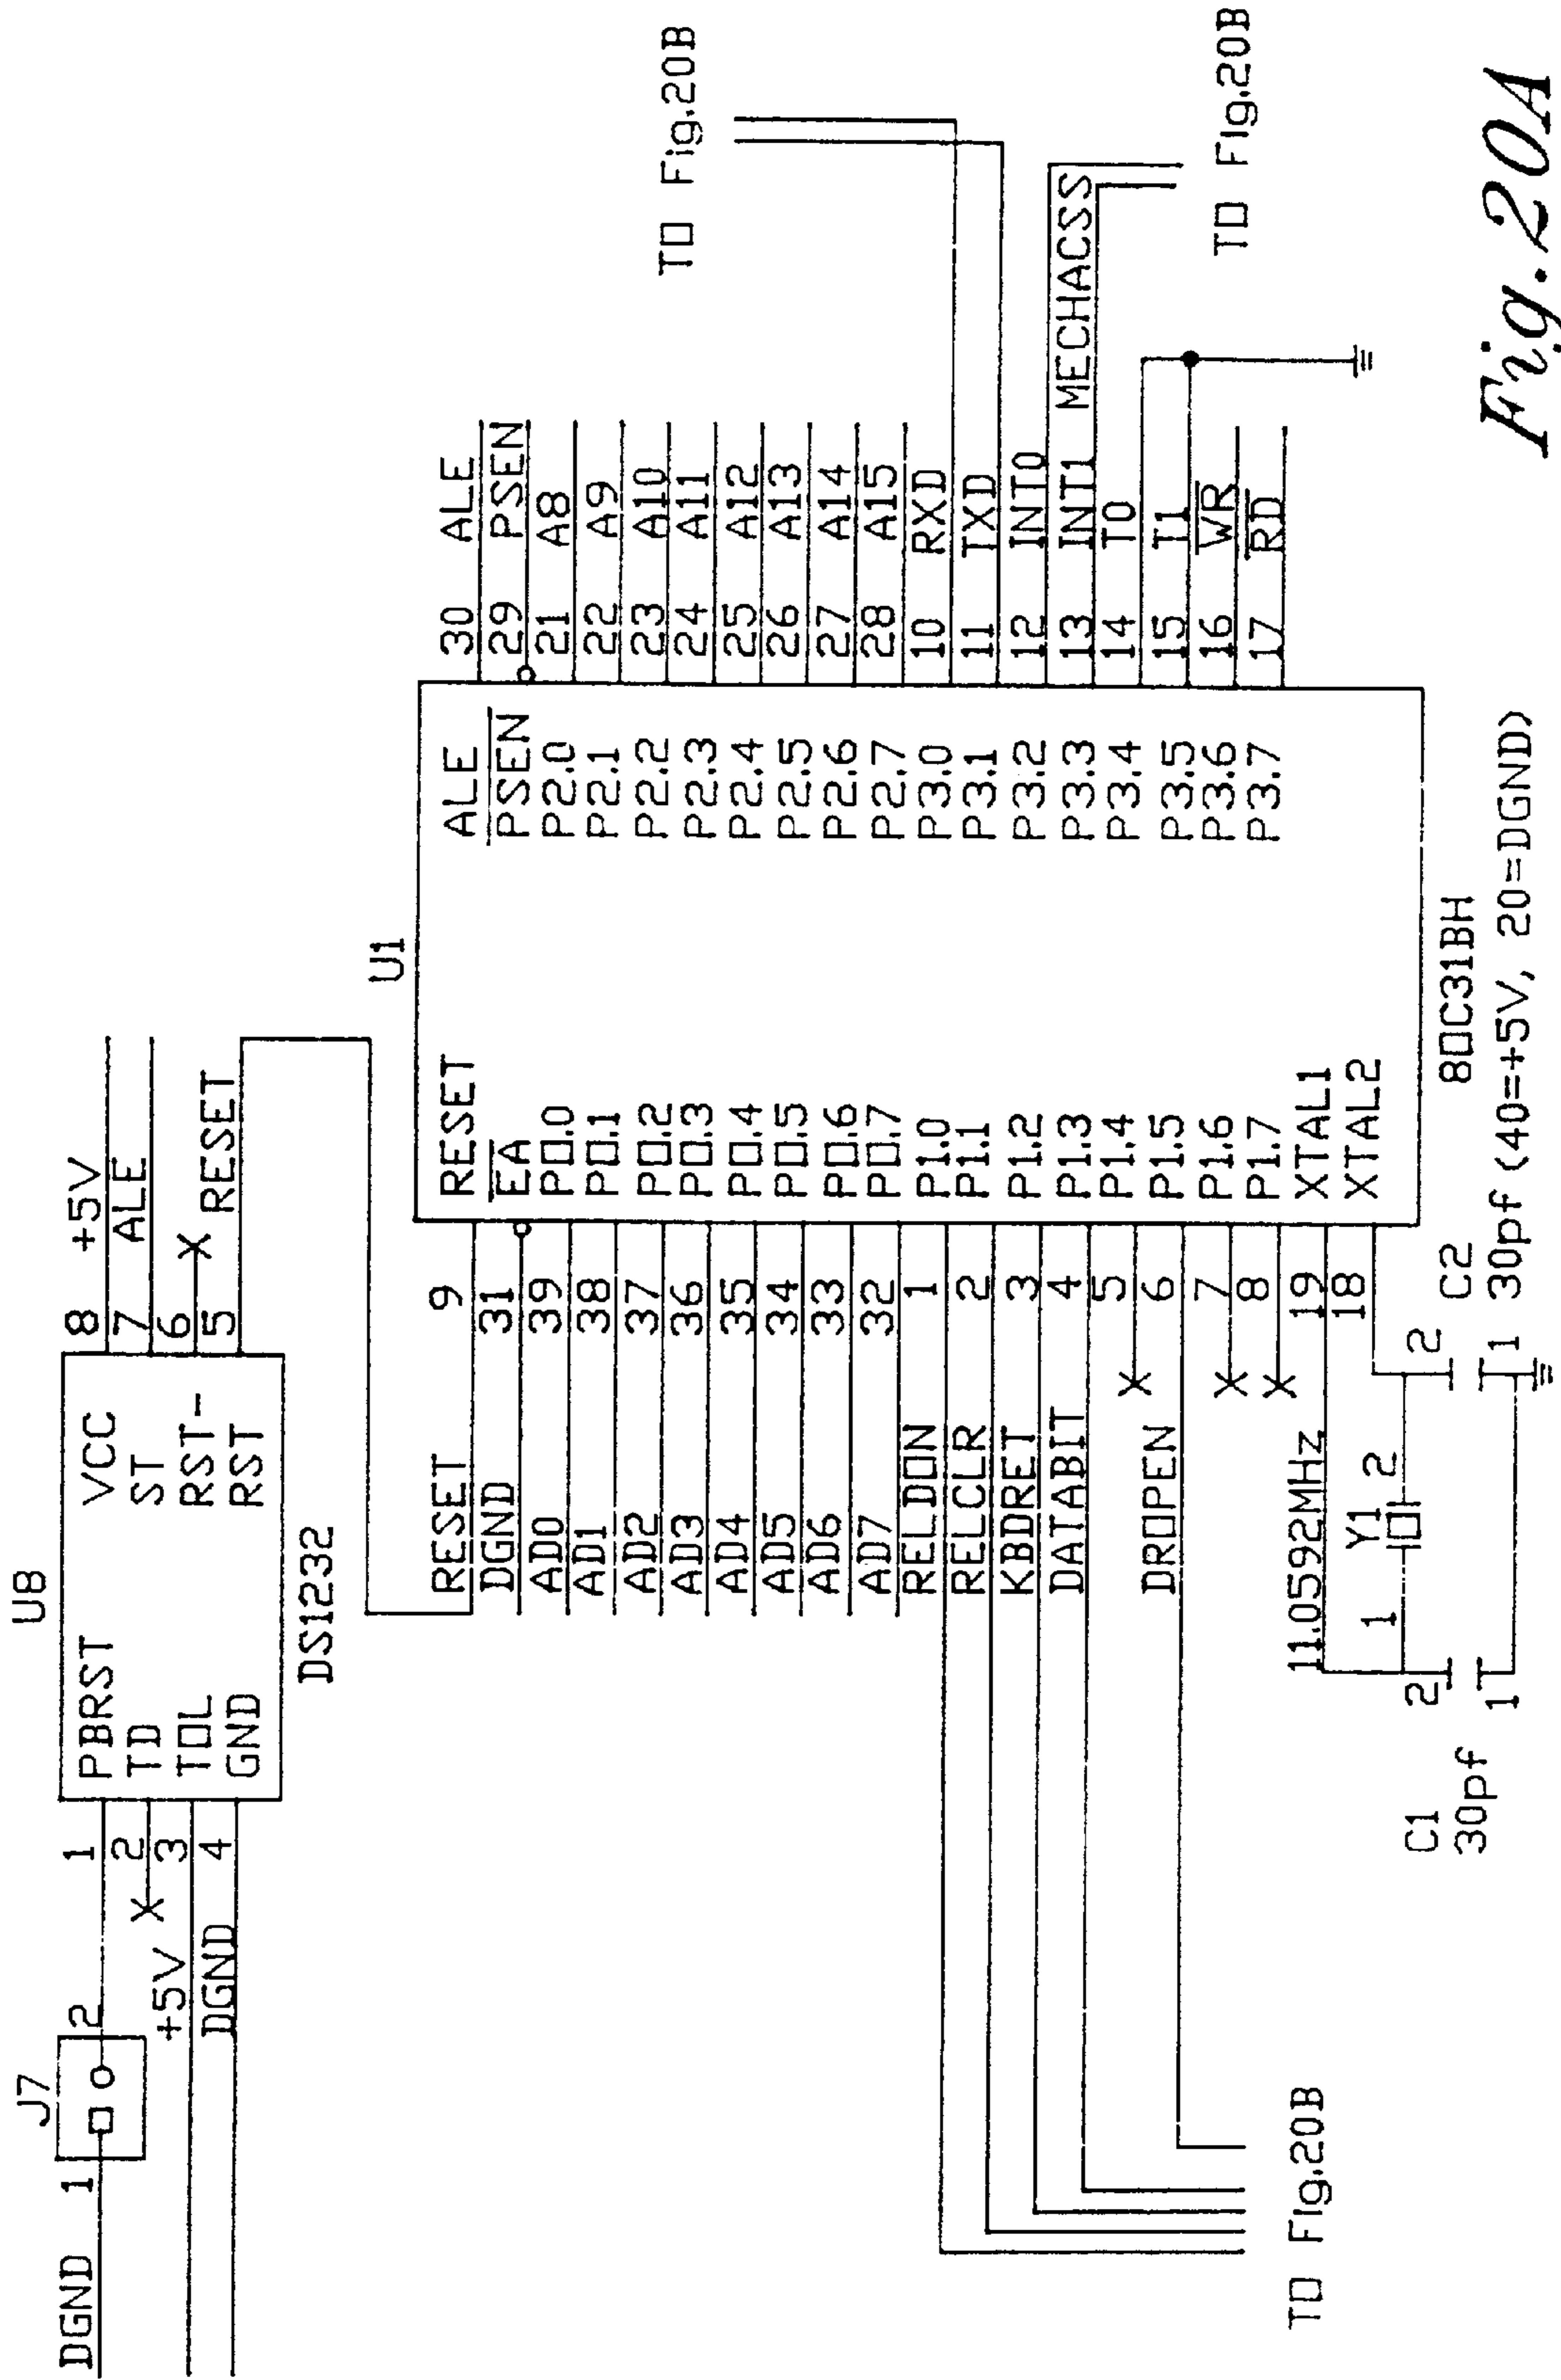 J7
DGND 1
2
+5V
DGND
U8
1 PBRST VCC 8 +5V
X 2 TD ST 7 ALE
3 TOL RST- 6 X
4 GND RST 5 RESET
DS1232
U1
RESET 9 RESET ALE 30 ALE
DGND 31 EA PSEN 29 PSEN
AD0 39 P0.0 P2.0 21 A8
AD1 38 P0.1 P2.1 22 A9
AD2 37 P0.2 P2.2 23 A10
AD3 36 P0.3 P2.3 24 A11
AD4 35 P0.4 P2.4 25 A12
AD5 34 P0.5 P2.5 26 A13
AD6 33 P0.6 P2.6 27 A14
AD7 32 P0.7 P2.7 28 A15
RELDON 1 P1.0 P3.0 10 RXD
RELCLR 2 P1.1 P3.1 11 TXD
KBDRET 3 P1.2 P3.2 12 INT0
DATABIT 4 P1.3 P3.3 13 INT1 MECHACSS
X 5 P1.4 P3.4 14 T0
DROPEN 6 P1.5 P3.5 15 T1
X 7 P1.6 P3.6 16 WR
X 8 P1.7 P3.7 17 RD
11.0592MHz 19 XTAL1
18 XTAL2
80C31BH
1 Y1 2
C1
30pf
2
1
2
1
C2
30pf (40=+5V, 20=DGND)
TO Fig.20B
TO Fig.20B
TO Fig.20B
Fig.20A